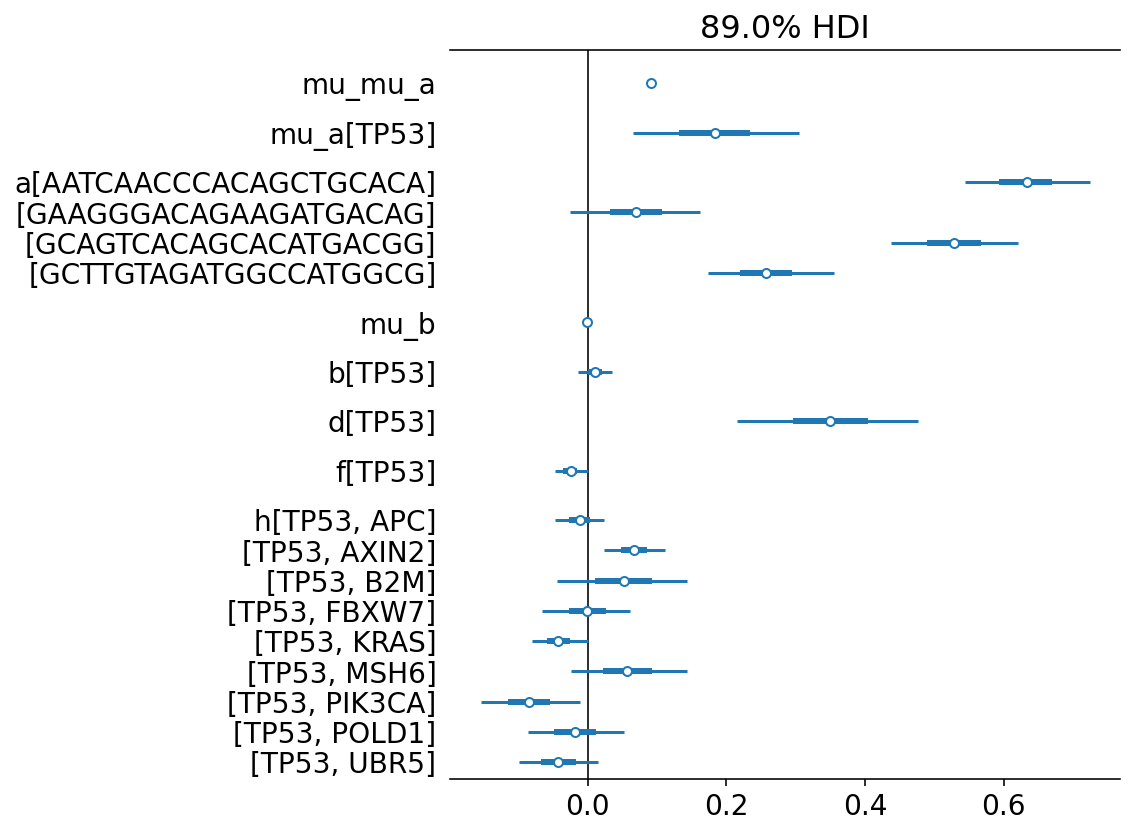 89.0% HDI
mu_mu_a
mu_a[TP53]
a[AATCAACCCACAGCTGCACA]
[GAAGGGACAGAAGATGACAG]
[GCAGTCACAGCACATGACGG]
[GCTTGTAGATGGCCATGGCG]
mu_b
b[TP53]
d[TP53]
f[TP53]
h[TP53, APC]
[TP53, AXIN2]
[TP53, B2M]
[TP53, FBXW7]
[TP53, KRAS]
[TP53, MSH6]
[TP53, PIK3CA]
[TP53, POLD1]
[TP53, UBR5]
0.0 0.2 0.4 0.6